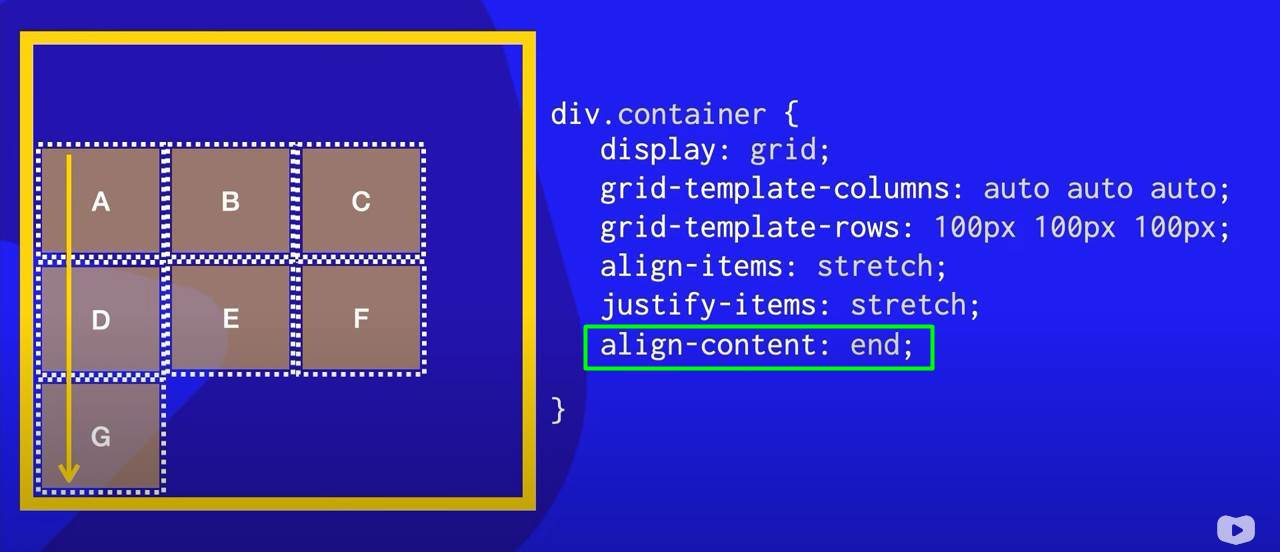 A B C
D E F
G
div.container {
display: grid;
grid-template-columns: auto auto auto;
grid-template-rows: 100px 100px 100px;
align-items: stretch;
justify-items: stretch;
align-content: end;
}